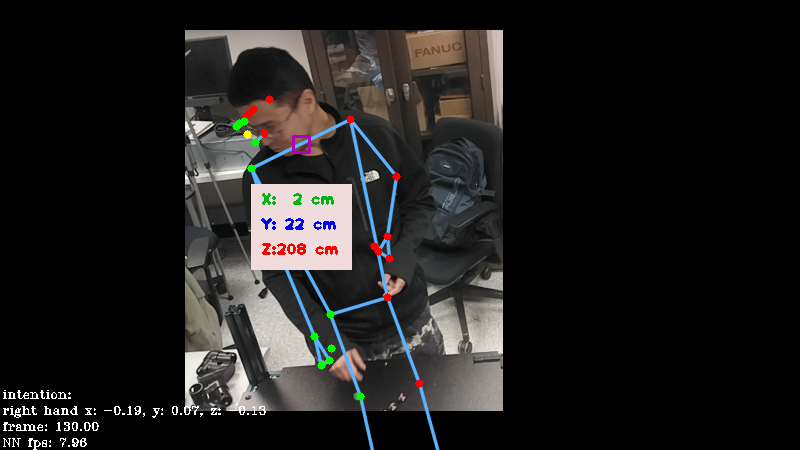 FANUC
X: 2 cm
Y: 22 cm
Z:208 cm
intention:
right hand x: -0.19, y: 0.07, z: -0.13
frame: 130.00
NN fps: 7.96